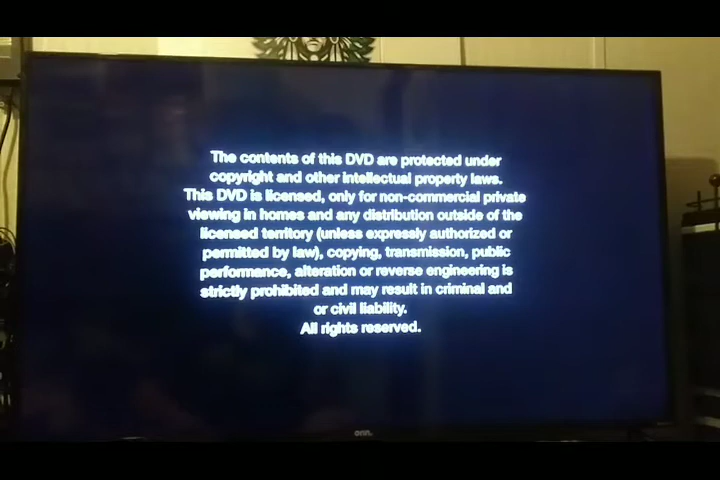 The contents of this DVD are protected under
copyright and other intellectual property laws.
This DVD is licensed, only for non-commercial private
viewing in homes and any distribution outside of the
licensed territory (unless expressly authorized or
permitted by law), copying, transmission, public
performance, alteration or reverse engineering is
strictly prohibited and may result in criminal and
or civil liability.
All rights reserved.
onn.